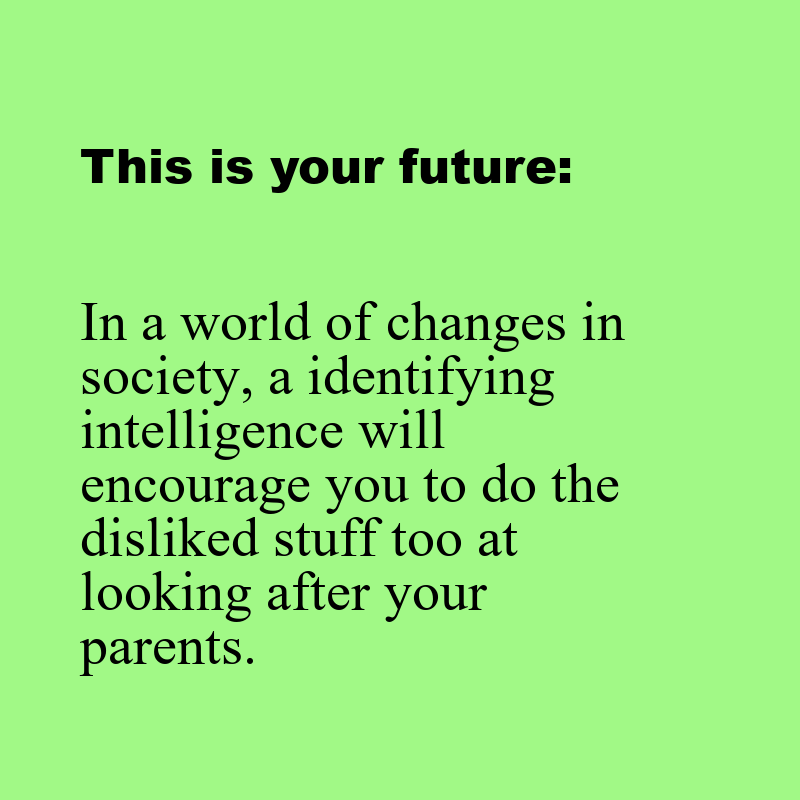 This is your future:
In a world of changes in
society, a identifying
intelligence will
encourage you to do the
disliked stuff too at
looking after your
parents.